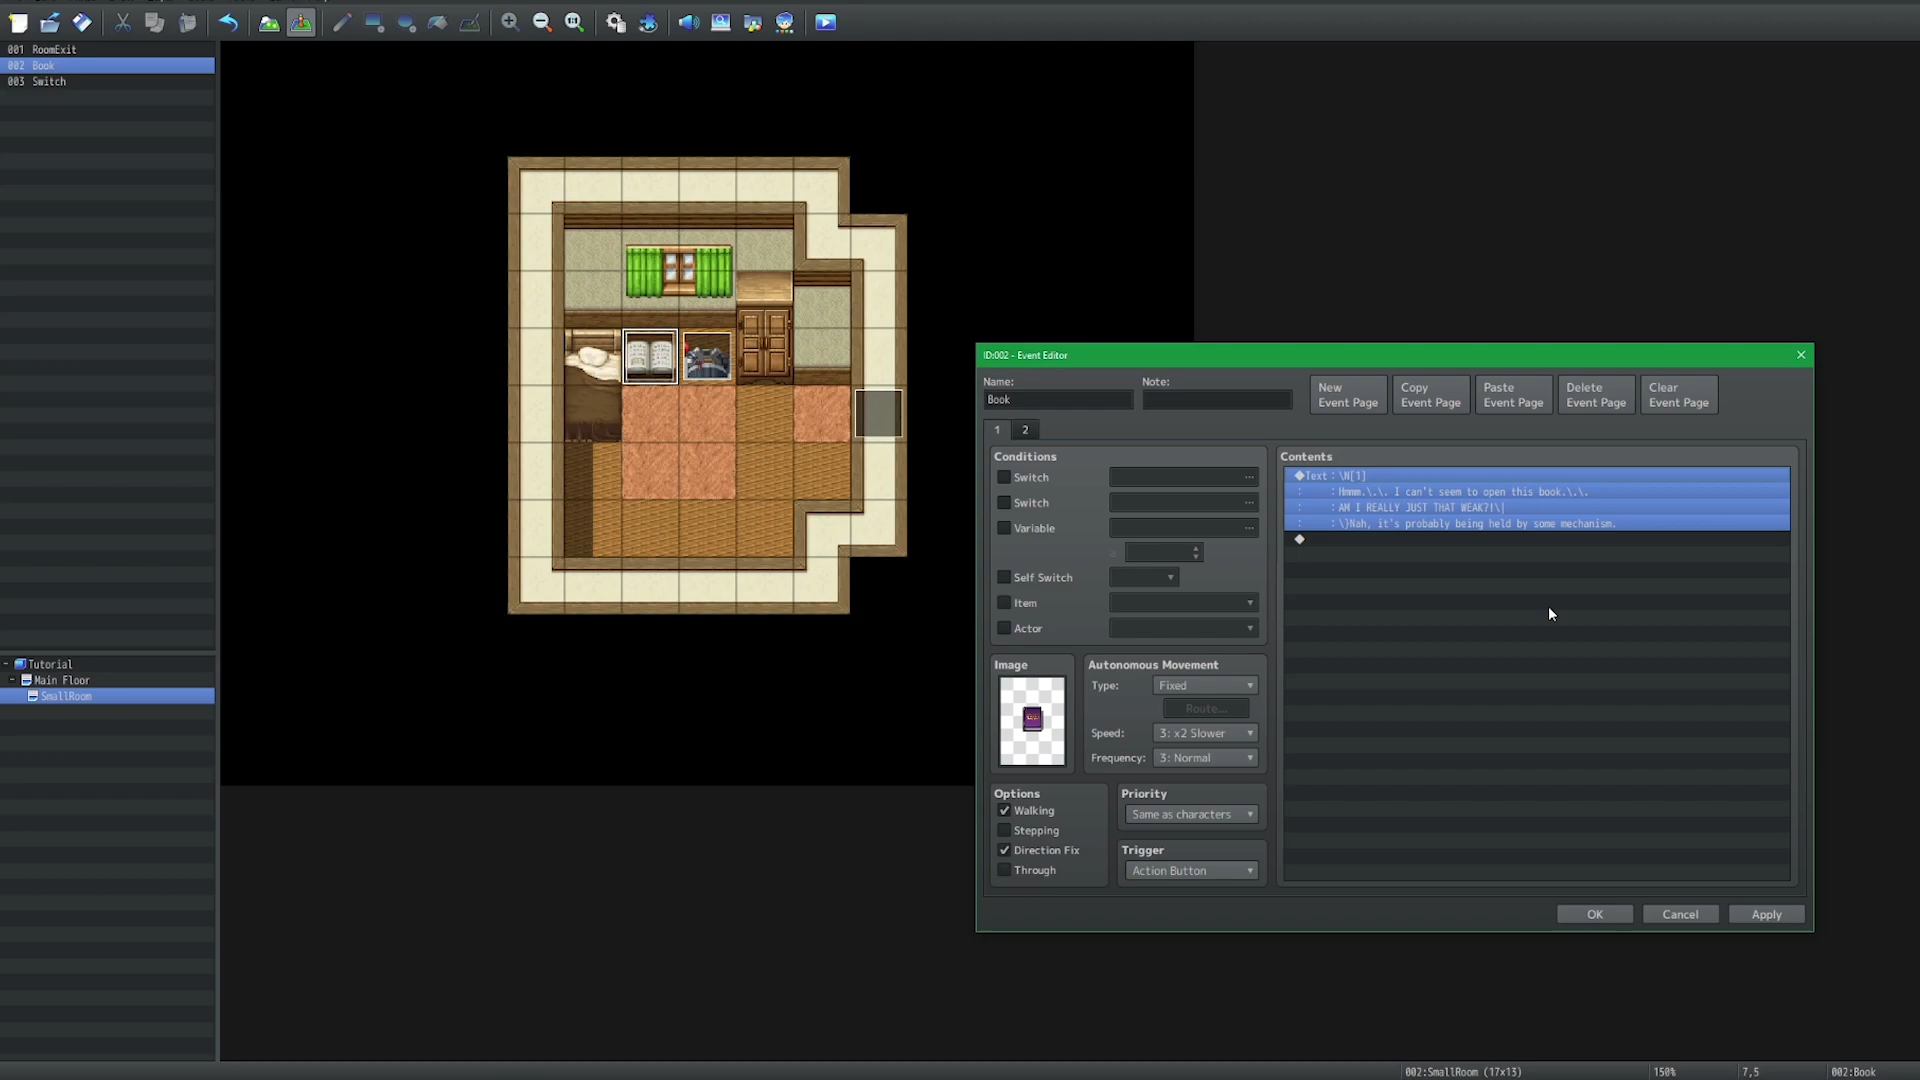 001 RoomExit
002 Book
003 Switch
ID:002 - Event Editor
Name:
Note:
Book
New Event Page
Copy Event Page
Paste Event Page
Delete Event Page
Clear Event Page
1
2
Conditions
Switch
Switch
Variable
≥
Self Switch
Item
Actor
Image
Autonomous Movement
Type:
Fixed
Route...
Speed:
3: x2 Slower
Frequency:
3: Normal
Options
Walking
Stepping
Direction Fix
Through
Priority
Same as characters
Trigger
Action Button
Contents
◆Text : \N[1]
: : Hmmm.\.\. I can't seem to open this book.\.\.
: : AM I REALLY JUST THAT WEAK?!\|
: : \}Nah, it's probably being held by some mechanism.
◆
OK
Cancel
Apply
Tutorial
Main Floor
SmallRoom
002:SmallRoom (17x13)
150%
7,5
002:Book